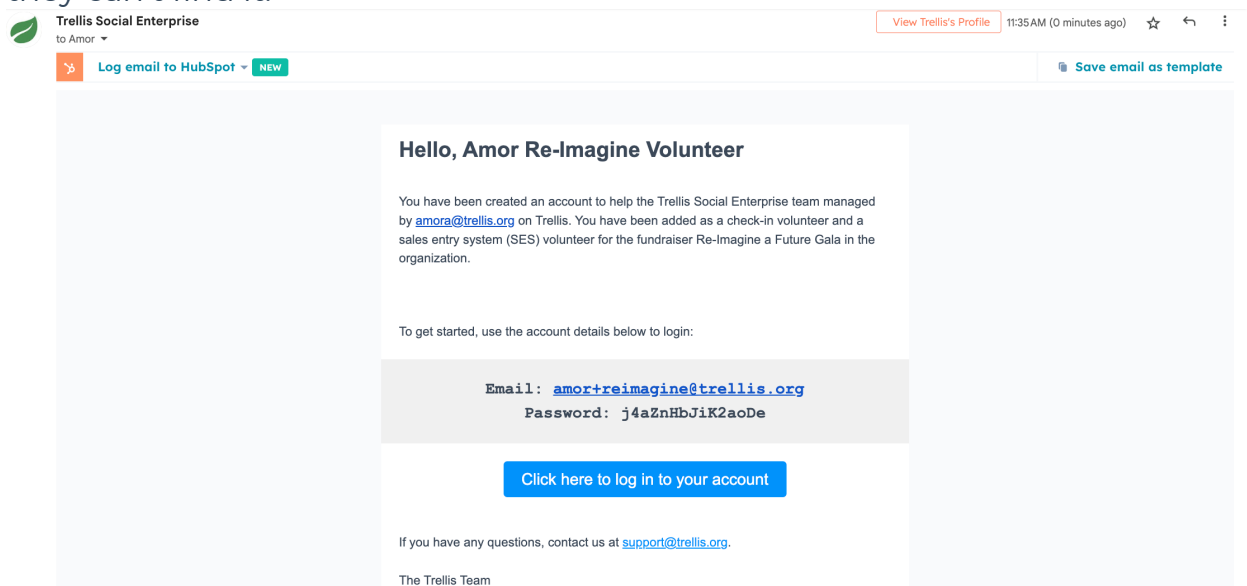 Trellis Social Enterprise
View Trellis's Profile
11:35 AM (0 minutes ago)
to Amor
Log email to HubSpot NEW
Save email as template
Hello, Amor Re-Imagine Volunteer
You have been created an account to help the Trellis Social Enterprise team managed
by amora@trellis.org on Trellis. You have been added as a check-in volunteer and a
sales entry system (SES) volunteer for the fundraiser Re-Imagine a Future Gala in the
organization.
To get started, use the account details below to login:
Email: amor+reimagine@trellis.org
Password: j4aZnHbJiK2aoDe
Click here to log in to your account
If you have any questions, contact us at support@trellis.org.
The Trellis Team